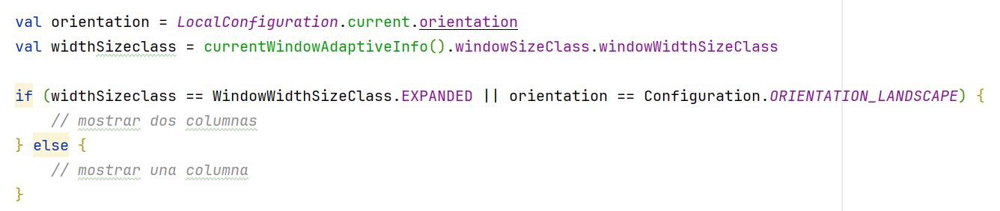 val orientation = LocalConfiguration.current.orientation
val widthSizeclass = currentWindowAdaptiveInfo().windowSizeClass.windowWidthSizeClass
if (widthSizeclass == WindowWidthSizeClass.EXPANDED || orientation == Configuration.ORIENTATION_LANDSCAPE) {
    // mostrar dos columnas
} else {
    // mostrar una columna
}